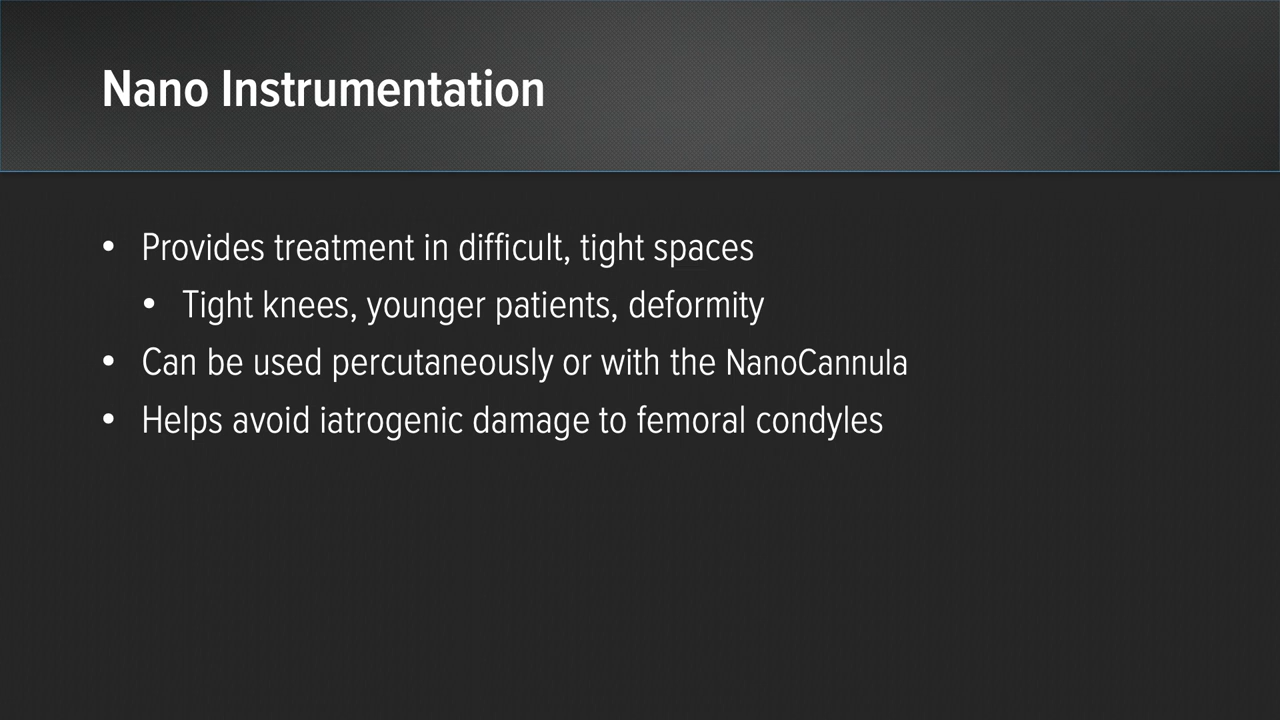 Nano Instrumentation
• Provides treatment in difficult, tight spaces
• Tight knees, younger patients, deformity
• Can be used percutaneously or with the NanoCannula
• Helps avoid iatrogenic damage to femoral condyles